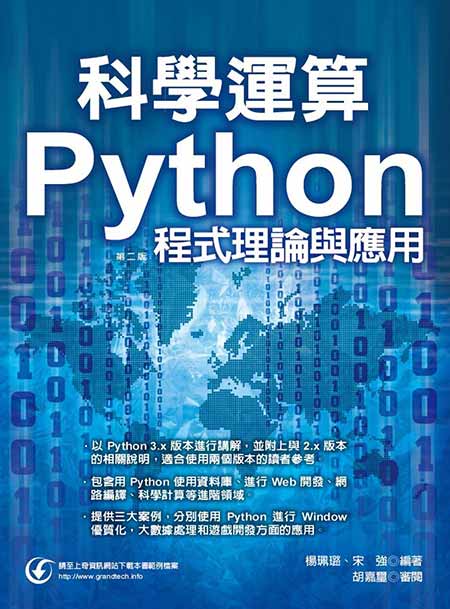 科學運算
Python
第二版
程式理論與應用
．以 Python 3.x 版本進行講解，並附上與 2.x 版本
的相關說明，適合使用兩個版本的讀者參考。
．包含用 Python 使用資料庫、進行 Web 開發、網
路編譯、科學計算等進階領域。
．提供三大案例，分別使用 Python 進行 Window
優質化，大數據處理和遊戲開發方面的應用。
楊珮璐、宋 強◎編著
胡嘉璽◎審閱
請至上奇資訊網站下載本書範例檔案
http://www.grandtech.info